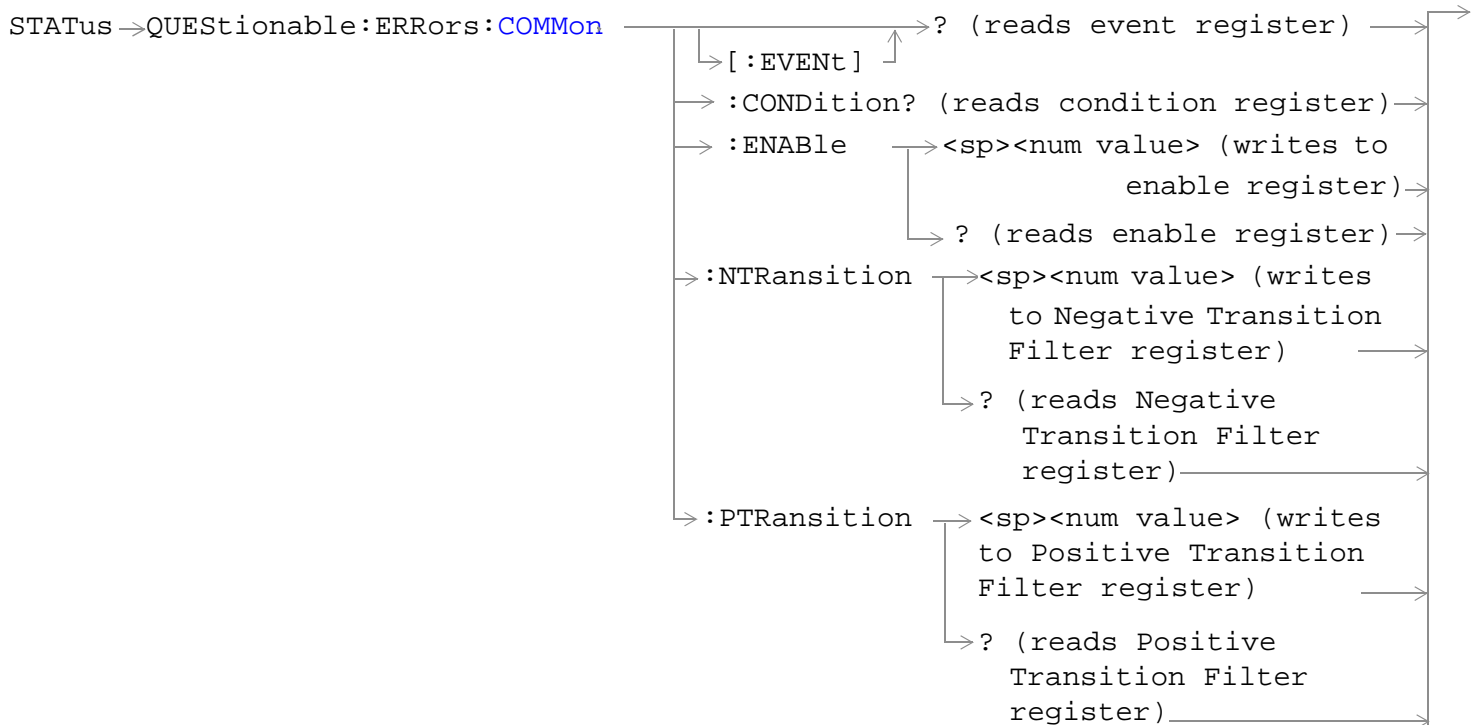 STATus QUEStionable:ERRors:COMMon ? (reads event register)
[:EVENt]
:CONDition? (reads condition register)
:ENABle <sp><num value> (writes to
enable register)
? (reads enable register)
:NTRansition <sp><num value> (writes
to Negative Transition
Filter register)
? (reads Negative
Transition Filter
register)
:PTRansition <sp><num value> (writes
to Positive Transition
Filter register)
? (reads Positive
Transition Filter
register)